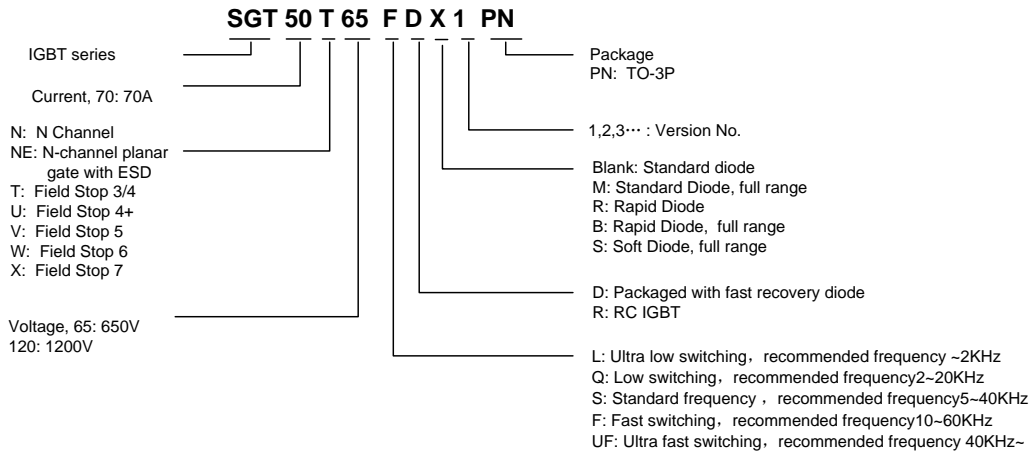 SGT 50 T 65 F D X 1 PN
IGBT series
Current, 70: 70A
N: N Channel
NE: N-channel planar
gate with ESD
T: Field Stop 3/4
U: Field Stop 4+
V: Field Stop 5
W: Field Stop 6
X: Field Stop 7
Voltage, 65: 650V
120: 1200V
Package
PN: TO-3P
1,2,3… : Version No.
Blank: Standard diode
M: Standard Diode, full range
R: Rapid Diode
B: Rapid Diode, full range
S: Soft Diode, full range
D: Packaged with fast recovery diode
R: RC IGBT
L: Ultra low switching，recommended frequency ~2KHz
Q: Low switching，recommended frequency2~20KHz
S: Standard frequency ，recommended frequency5~40KHz
F: Fast switching，recommended frequency10~60KHz
UF: Ultra fast switching，recommended frequency 40KHz~